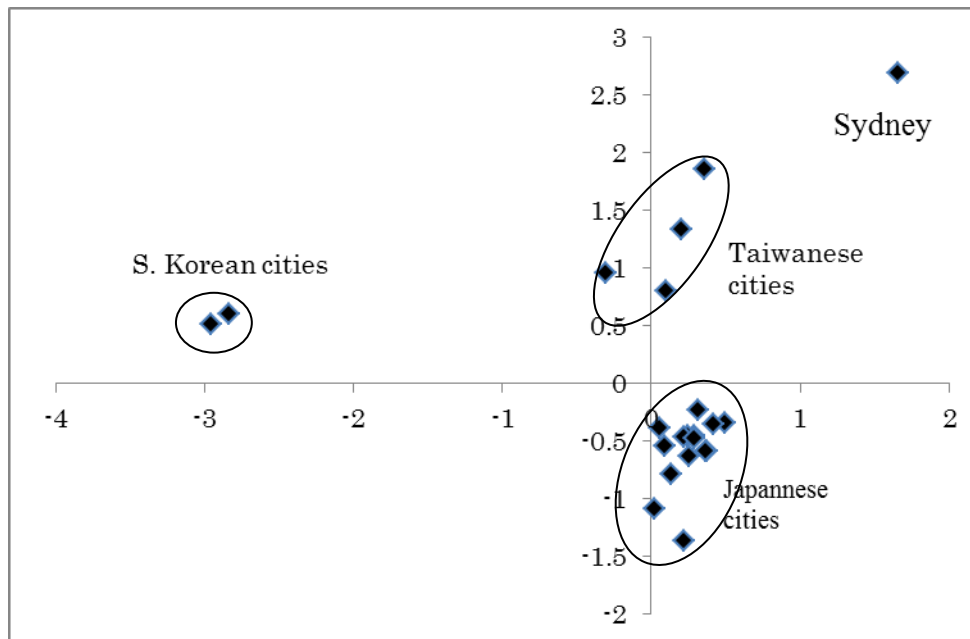 3
2.5
Sydney
2
1.5
Taiwanese
cities
S. Korean cities
1
0.5
0
-4 -3 -2 -1 0 1 2
-0.5
Japannese
cities
-1
-1.5
-2